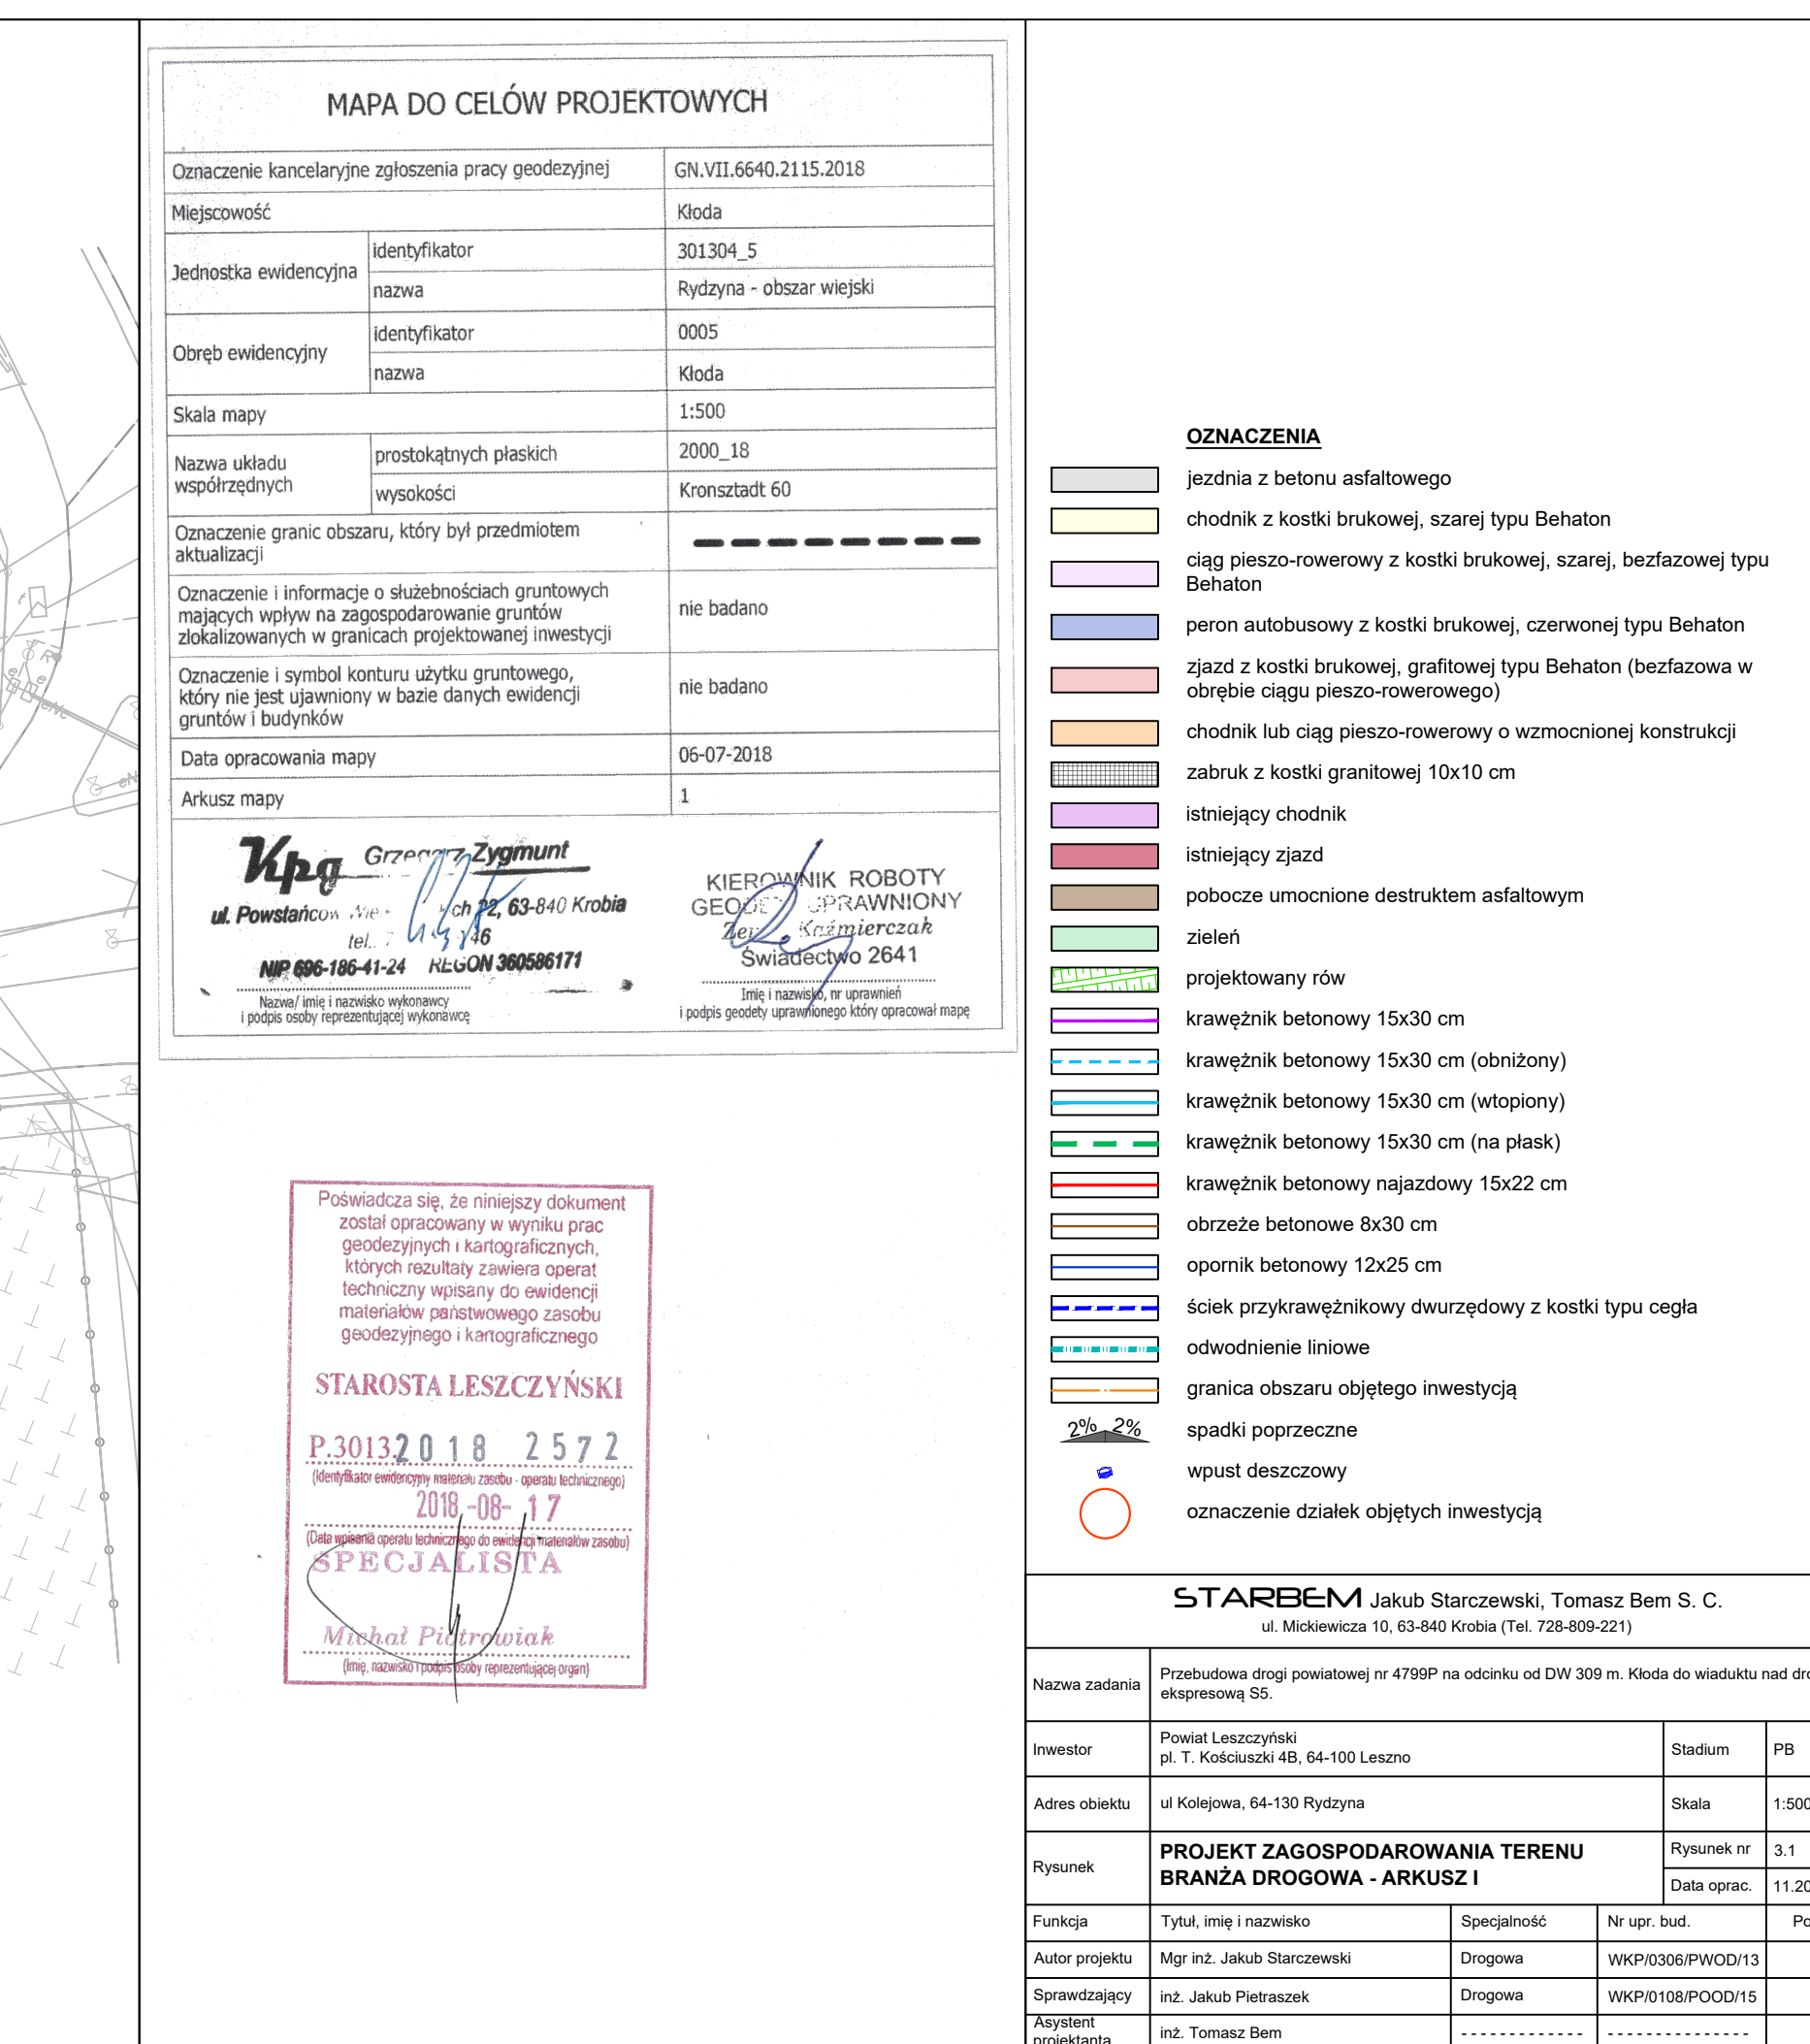 MAPA DO CELÓW PROJEKTOWYCH
Oznaczenie kancelaryjne zgłoszenia pracy geodezyjnej GN.VII.6640.2115.2018
Miejscowość Kłoda
Jednostka ewidencyjna identyfikator 301304_5
nazwa Rydzyna - obszar wiejski
Obręb ewidencyjny identyfikator 0005
nazwa Kłoda
Skala mapy 1:500
Nazwa układu współrzędnych prostokątnych płaskich 2000_18
wysokości Kronsztadt 60
Oznaczenie granic obszaru, który był przedmiotem
aktualizacji
Oznaczenie i informacje o służebnościach gruntowych
mających wpływ na zagospodarowanie gruntów
zlokalizowanych w granicach projektowanej inwestycji
nie badano
Oznaczenie i symbol konturu użytku gruntowego,
który nie jest ujawniony w bazie danych ewidencji
gruntów i budynków
nie badano
Data opracowania mapy 06-07-2018
Arkusz mapy 1
Kpg Grzegorz Zygmunt
ul. Powstańców 22, 63-840 Krobia
tel. 46
NIP 696-186-41-24 REGON 360586171
Nazwa/ imię i nazwisko wykonawcy
i podpis osoby reprezentującej wykonawcę
KIEROWNIK ROBOTY
GEODETA UPRAWNIONY
Kaźmierczak
Świadectwo 2641
Imię i nazwisko, nr uprawnień
i podpis geodety uprawnionego który opracował mapę
Poświadcza się, że niniejszy dokument
został opracowany w wyniku prac
geodezyjnych i kartograficznych,
których rezultaty zawiera operat
techniczny wpisany do ewidencji
materiałów państwowego zasobu
geodezyjnego i kartograficznego
STAROSTA LESZCZYŃSKI
P.3013.2018 2572
(Identyfikator ewidencyjny materiału zasobu - operatu technicznego)
2018 -08- 17
(Data wpisania operatu technicznego do ewidencji materiałów zasobu)
SPECJALISTA
Michał Piotrowiak
(Imię, nazwisko i podpis osoby reprezentującej organ)
OZNACZENIA
jezdnia z betonu asfaltowego
chodnik z kostki brukowej, szarej typu Behaton
ciąg pieszo-rowerowy z kostki brukowej, szarej, bezfazowej typu
Behaton
peron autobusowy z kostki brukowej, czerwonej typu Behaton
zjazd z kostki brukowej, grafitowej typu Behaton (bezfazowa w
obrębie ciągu pieszo-rowerowego)
chodnik lub ciąg pieszo-rowerowy o wzmocnionej konstrukcji
zabruk z kostki granitowej 10x10 cm
istniejący chodnik
istniejący zjazd
pobocze umocnione destruktem asfaltowym
zieleń
projektowany rów
krawężnik betonowy 15x30 cm
krawężnik betonowy 15x30 cm (obniżony)
krawężnik betonowy 15x30 cm (wtopiony)
krawężnik betonowy 15x30 cm (na płask)
krawężnik betonowy najazdowy 15x22 cm
obrzeże betonowe 8x30 cm
opornik betonowy 12x25 cm
ściek przykrawężnikowy dwurzędowy z kostki typu cegła
odwodnienie liniowe
granica obszaru objętego inwestycją
2% 2% spadki poprzeczne
wpust deszczowy
oznaczenie działek objętych inwestycją
STARBEM Jakub Starczewski, Tomasz Bem S. C.
ul. Mickiewicza 10, 63-840 Krobia (Tel. 728-809-221)
Nazwa zadania Przebudowa drogi powiatowej nr 4799P na odcinku od DW 309 m. Kłoda do wiaduktu nad dro
ekspresową S5.
Inwestor Powiat Leszczyński
pl. T. Kościuszki 4B, 64-100 Leszno
Stadium PB
Adres obiektu ul Kolejowa, 64-130 Rydzyna Skala 1:500
Rysunek PROJEKT ZAGOSPODAROWANIA TERENU
BRANŻA DROGOWA - ARKUSZ I
Rysunek nr 3.1
Data oprac. 11.20
Funkcja Tytuł, imię i nazwisko Specjalność Nr upr. bud. Po
Autor projektu Mgr inż. Jakub Starczewski Drogowa WKP/0306/PWOD/13
Sprawdzający inż. Jakub Pietraszek Drogowa WKP/0108/POOD/15
Asystent
projektanta inż. Tomasz Bem ------------- ---------------